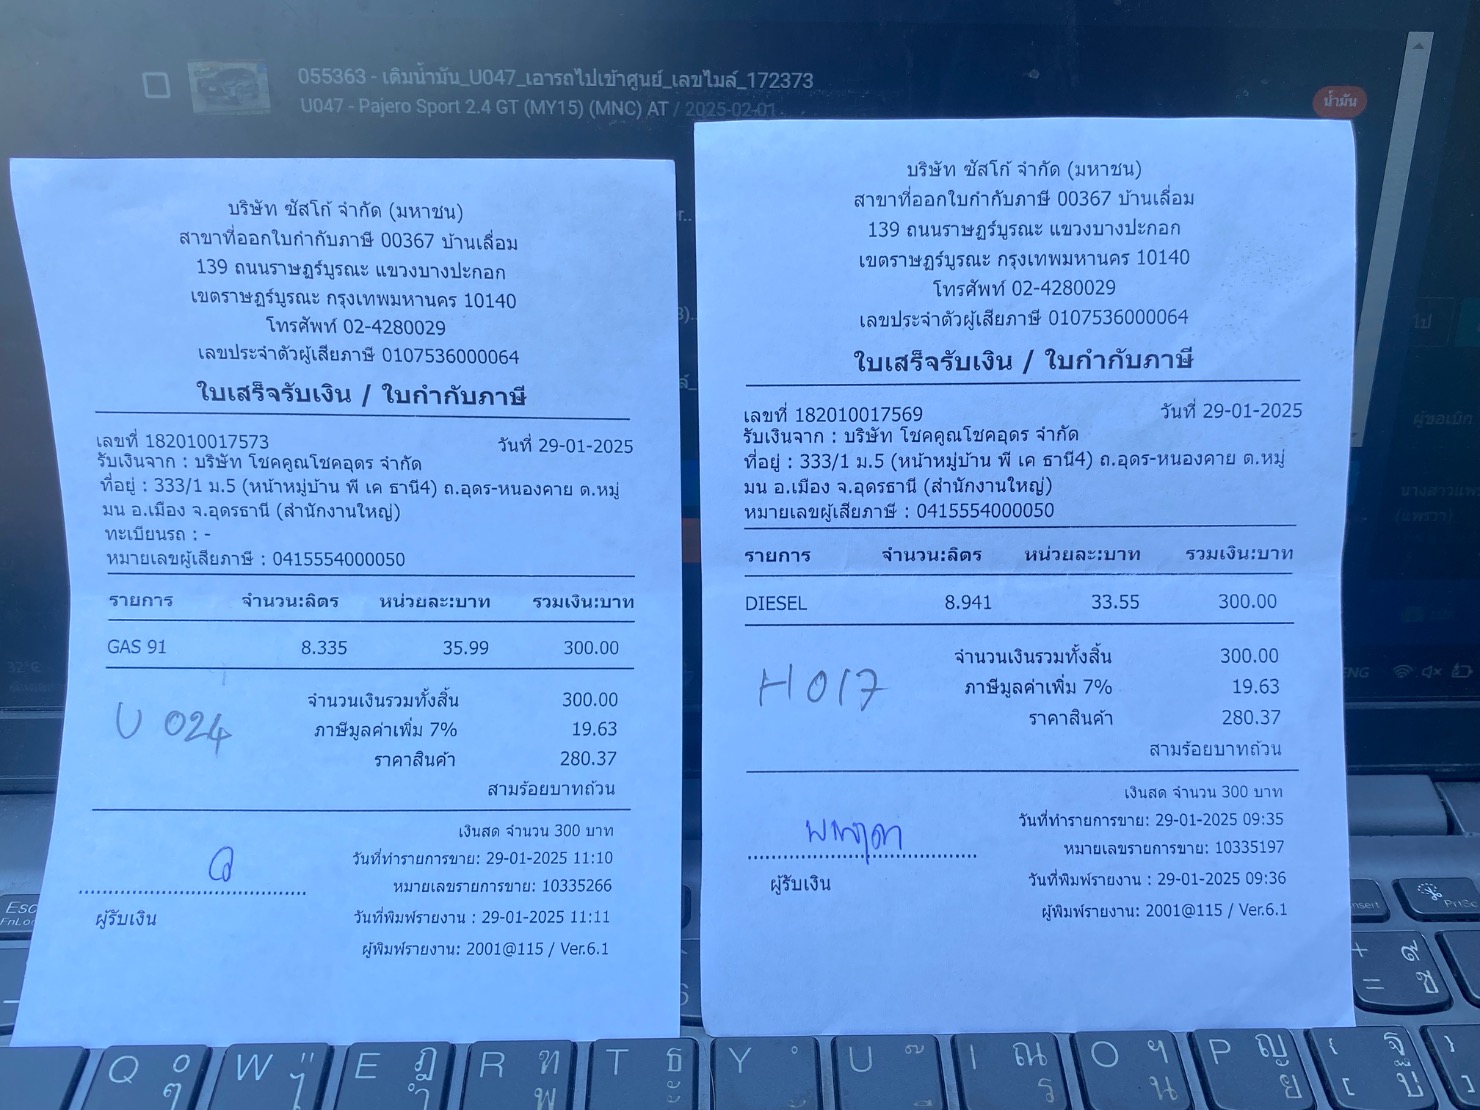 055363 - เติมน้ำมัน_U047_เอารถไปเข้าศูนย์_เลขไมล์_172373
U047 - Pajero Sport 2.4 GT (MY15) (MNC) AT / 2025-02-01
น้ำมัน
บริษัท ซัสโก้ จำกัด (มหาชน)
สาขาที่ออกใบกำกับภาษี 00367 บ้านเลื่อม
139 ถนนราษฏร์บูรณะ แขวงบางปะกอก
เขตราษฏร์บูรณะ กรุงเทพมหานคร 10140
โทรศัพท์ 02-4280029
เลขประจำตัวผู้เสียภาษี 0107536000064
ใบเสร็จรับเงิน / ใบกำกับภาษี
เลขที่ 182010017573 วันที่ 29-01-2025
รับเงินจาก : บริษัท โชคคูณโชคอุดร จำกัด
ที่อยู่ : 333/1 ม.5 (หน้าหมู่บ้าน พี เค ธานี4) ถ.อุดร-หนองคาย ต.หมู่
มน อ.เมือง จ.อุดรธานี (สำนักงานใหญ่)
ทะเบียนรถ : -
หมายเลขผู้เสียภาษี : 0415554000050
รายการ จำนวน:ลิตร หน่วยละ:บาท รวมเงิน:บาท
GAS 91 8.335 35.99 300.00
จำนวนเงินรวมทั้งสิ้น 300.00
U 024
ภาษีมูลค่าเพิ่ม 7% 19.63
ราคาสินค้า 280.37
สามร้อยบาทถ้วน
เงินสด จำนวน 300 บาท
วันที่ทำรายการขาย: 29-01-2025 11:10
หมายเลขรายการขาย: 10335266
ผู้รับเงิน
วันที่พิมพ์รายงาน : 29-01-2025 11:11
ผู้พิมพ์รายงาน: 2001@115 / Ver.6.1
บริษัท ซัสโก้ จำกัด (มหาชน)
สาขาที่ออกใบกำกับภาษี 00367 บ้านเลื่อม
139 ถนนราษฏร์บูรณะ แขวงบางปะกอก
เขตราษฏร์บูรณะ กรุงเทพมหานคร 10140
โทรศัพท์ 02-4280029
เลขประจำตัวผู้เสียภาษี 0107536000064
ใบเสร็จรับเงิน / ใบกำกับภาษี
เลขที่ 182010017569 วันที่ 29-01-2025
รับเงินจาก : บริษัท โชคคูณโชคอุดร จำกัด
ที่อยู่ : 333/1 ม.5 (หน้าหมู่บ้าน พี เค ธานี4) ถ.อุดร-หนองคาย ต.หมู่
มน อ.เมือง จ.อุดรธานี (สำนักงานใหญ่)
หมายเลขผู้เสียภาษี : 0415554000050
รายการ จำนวน:ลิตร หน่วยละ:บาท รวมเงิน:บาท
DIESEL 8.941 33.55 300.00
จำนวนเงินรวมทั้งสิ้น 300.00
H 017
ภาษีมูลค่าเพิ่ม 7% 19.63
ราคาสินค้า 280.37
สามร้อยบาทถ้วน
เงินสด จำนวน 300 บาท
วันที่ทำรายการขาย: 29-01-2025 09:35
หมายเลขรายการขาย: 10335197
ผู้รับเงิน
วันที่พิมพ์รายงาน : 29-01-2025 09:36
ผู้พิมพ์รายงาน: 2001@115 / Ver.6.1
ผู้ขอเบิก
ENG
32°C
Esc
FnLock
Insert
PrtSc
Q W E R T Y U I O P